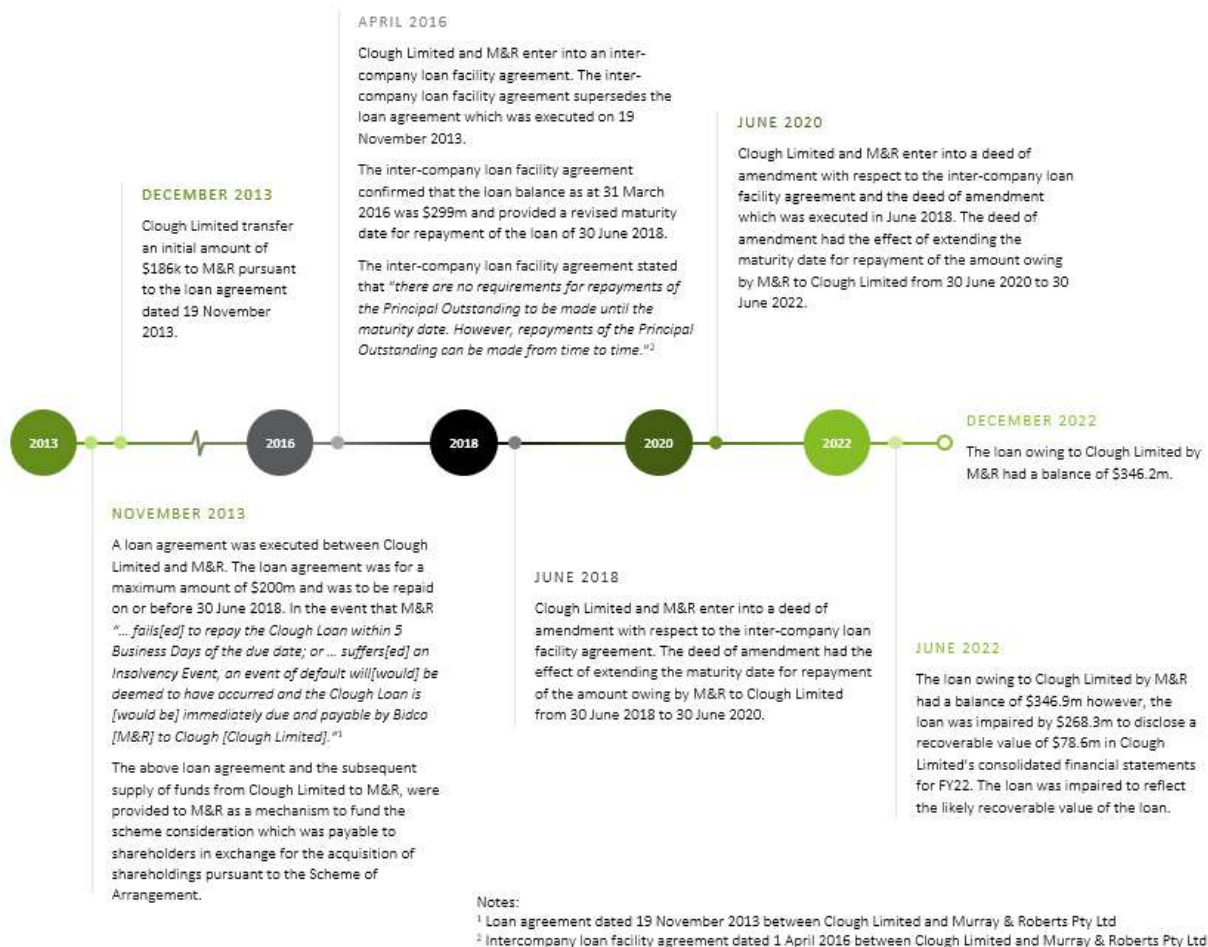 APRIL 2016
Clough Limited and M&R enter into an inter-
company loan facility agreement. The inter-
company loan facility agreement supersedes the
loan agreement which was executed on 19
November 2013.
The inter-company loan facility agreement
confirmed that the loan balance as at 31 March
2016 was $299m and provided a revised maturity
date for repayment of the loan of 30 June 2018.
The inter-company loan facility agreement stated
that "there are no requirements for repayments of
the Principal Outstanding to be made until the
maturity date. However, repayments of the Principal
Outstanding can be made from time to time."2
JUNE 2020
Clough Limited and M&R enter into a deed of
amendment with respect to the inter-company loan
facility agreement and the deed of amendment
which was executed in June 2018. The deed of
amendment had the effect of extending the
maturity date for repayment of the amount owing
by M&R to Clough Limited from 30 June 2020 to 30
June 2022.
DECEMBER 2013
Clough Limited transfer
an initial amount of
$186k to M&R pursuant
to the loan agreement
dated 19 November
2013.
2013
2016
2018
2020
2022
DECEMBER 2022
The loan owing to Clough Limited by
M&R had a balance of $346.2m.
NOVEMBER 2013
A loan agreement was executed between Clough
Limited and M&R. The loan agreement was for a
maximum amount of $200m and was to be repaid
on or before 30 June 2018. In the event that M&R
"... fails[ed] to repay the Clough Loan within 5
Business Days of the due date; or ... suffers[ed] an
Insolvency Event, an event of default will[would] be
deemed to have occurred and the Clough Loan is
[would be] immediately due and payable by Bidco
[M&R] to Clough [Clough Limited]."1
The above loan agreement and the subsequent
supply of funds from Clough Limited to M&R, were
provided to M&R as a mechanism to fund the
scheme consideration which was payable to
shareholders in exchange for the acquisition of
shareholdings pursuant to the Scheme of
Arrangement.
JUNE 2018
Clough Limited and M&R enter into a deed of
amendment with respect to the inter-company loan
facility agreement. The deed of amendment had the
effect of extending the maturity date for repayment
of the amount owing by M&R to Clough Limited
from 30 June 2018 to 30 June 2020.
JUNE 2022
The loan owing to Clough Limited by M&R
had a balance of $346.9m however, the
loan was impaired by $268.3m to disclose a
recoverable value of $78.6m in Clough
Limited's consolidated financial statements
for FY22. The loan was impaired to reflect
the likely recoverable value of the loan.
Notes:
1 Loan agreement dated 19 November 2013 between Clough Limited and Murray & Roberts Pty Ltd
2 Intercompany loan facility agreement dated 1 April 2016 between Clough Limited and Murray & Roberts Pty Ltd